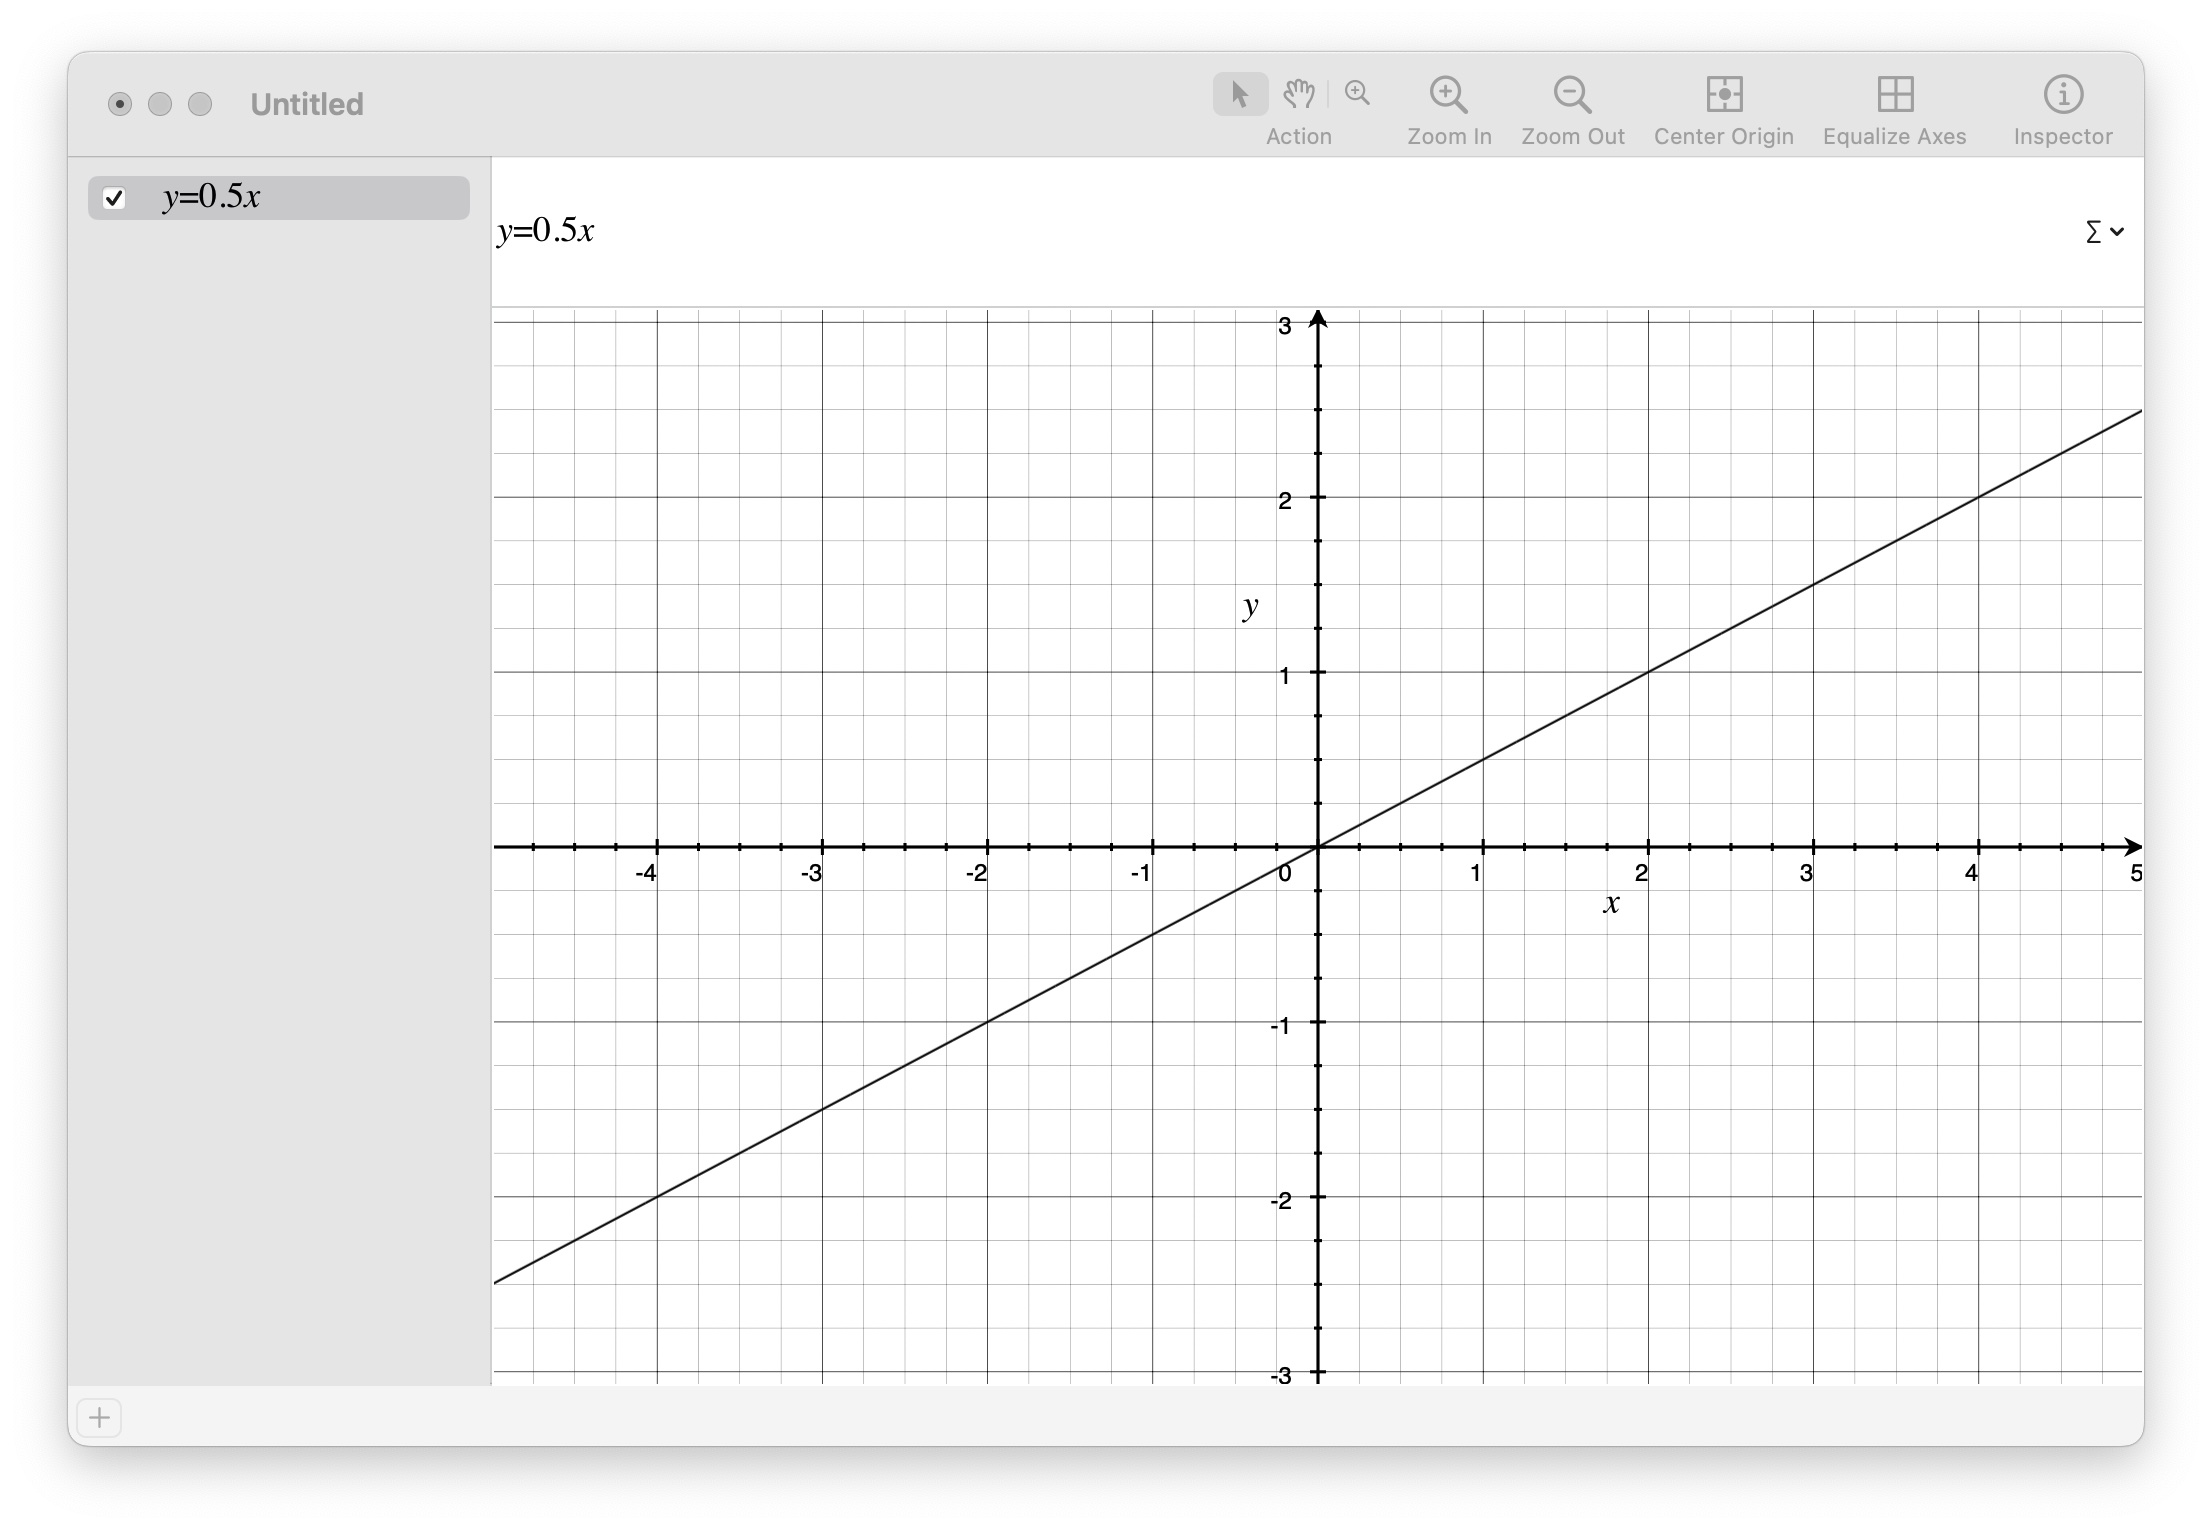 Untitled
Action
Zoom In
Zoom Out
Center Origin
Equalize Axes
Inspector
y=0.5x
y=0.5x
Σ
3
2
y
1
-4 -3 -2 -1 0 1 2 3 4 5
x
-1
-2
-3